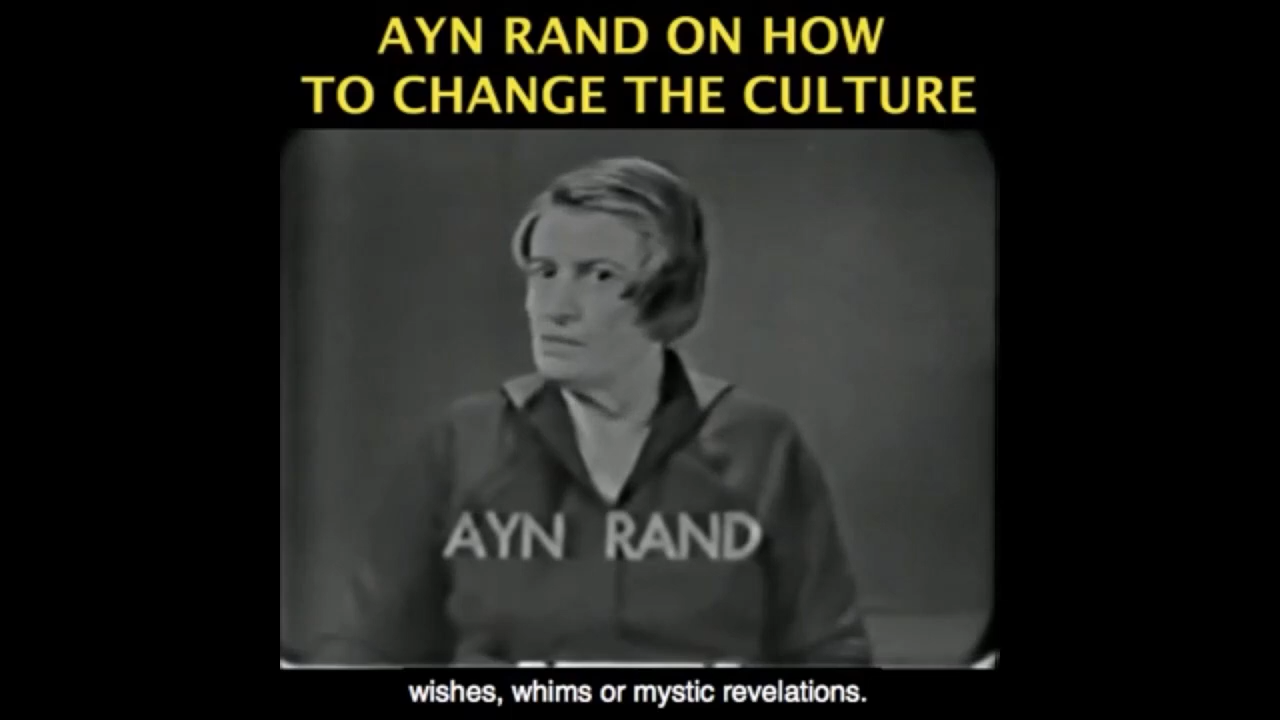 AYN RAND ON HOW
TO CHANGE THE CULTURE
AYN RAND
wishes, whims or mystic revelations.